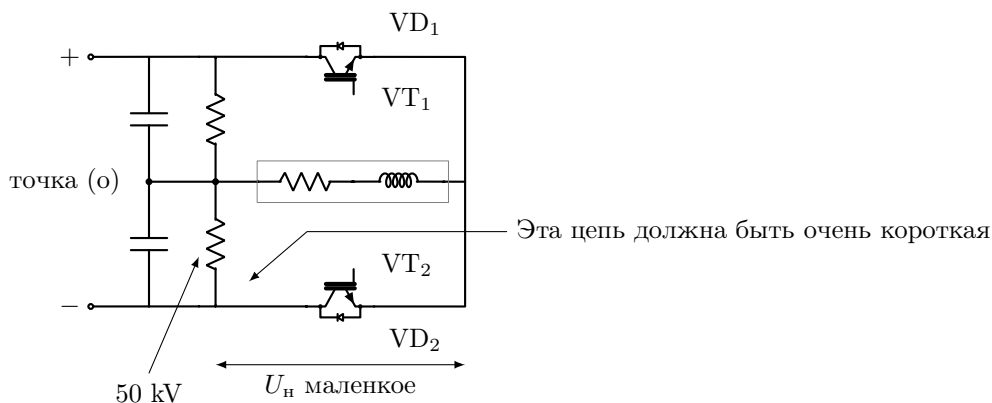 VD₁
+
VT₁
точка (о)
Эта цепь должна быть очень короткая
VT₂
−
VD₂
50 kV
Uн маленкое